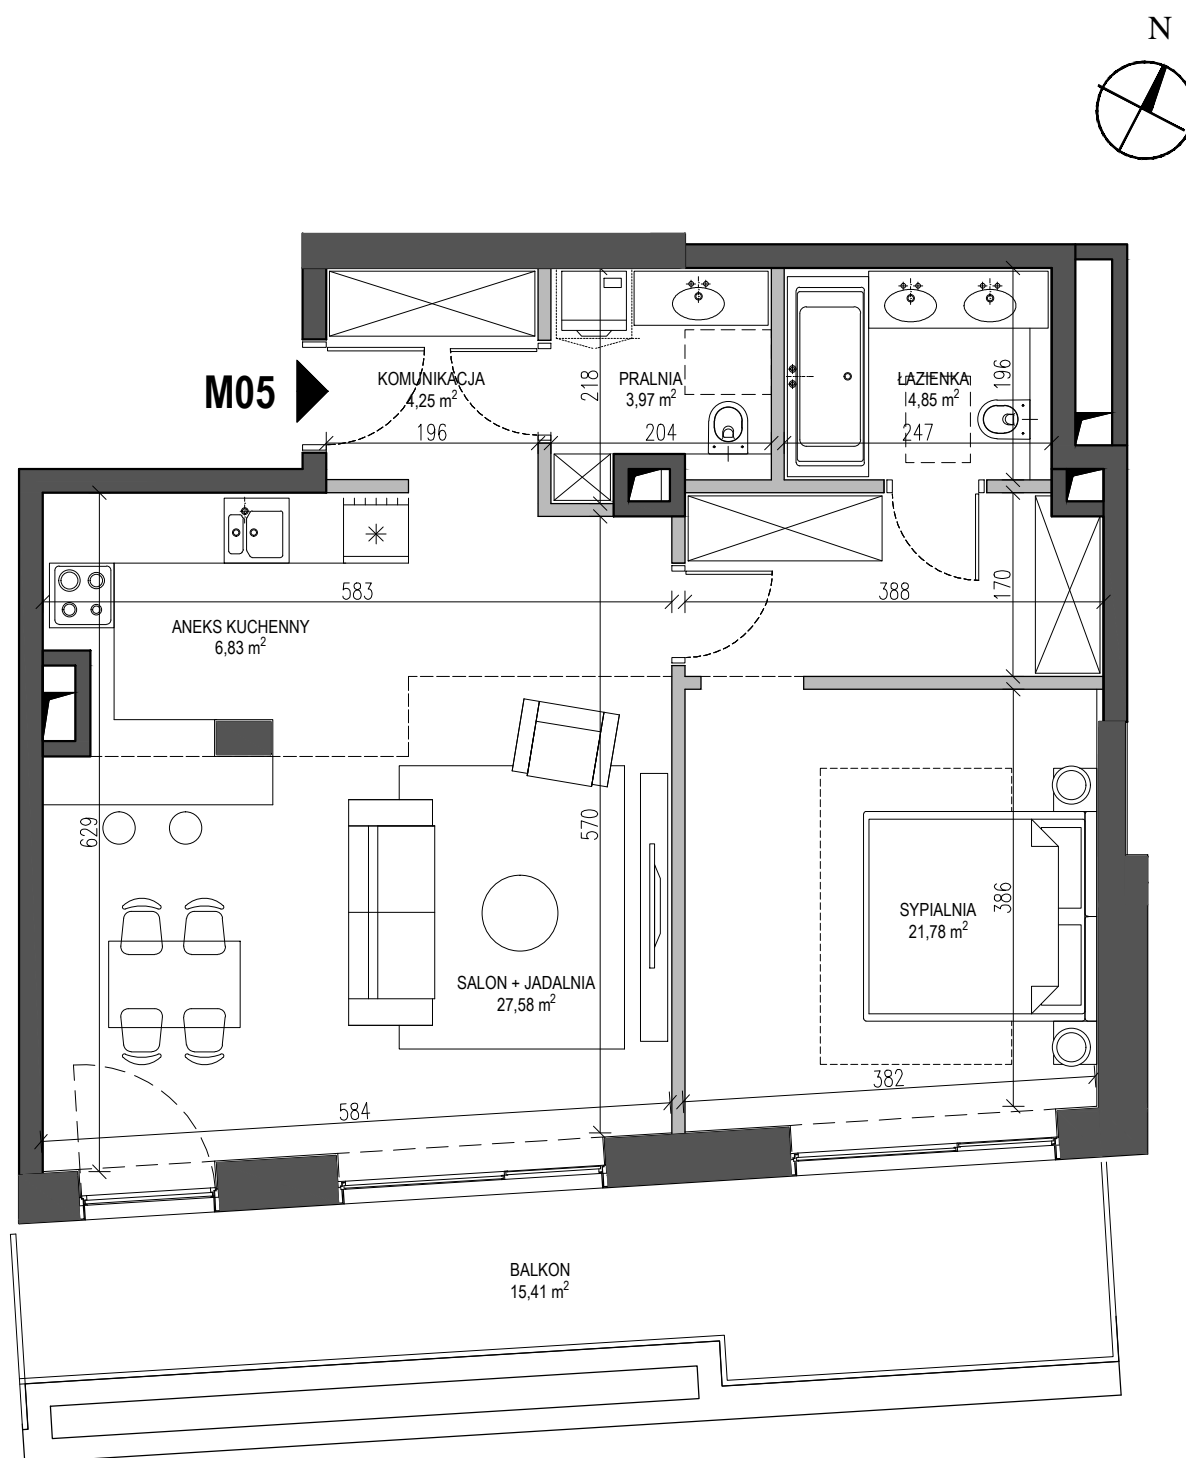 N
M05
KOMUNIKACJA
4,25 m²
196
218
PRALNIA
3,97 m²
204
ŁAZIENKA
4,85 m²
196
247
583
388
170
ANEKS KUCHENNY
6,83 m²
629
570
SYPIALNIA
21,78 m²
386
SALON + JADALNIA
27,58 m²
584
382
BALKON
15,41 m²